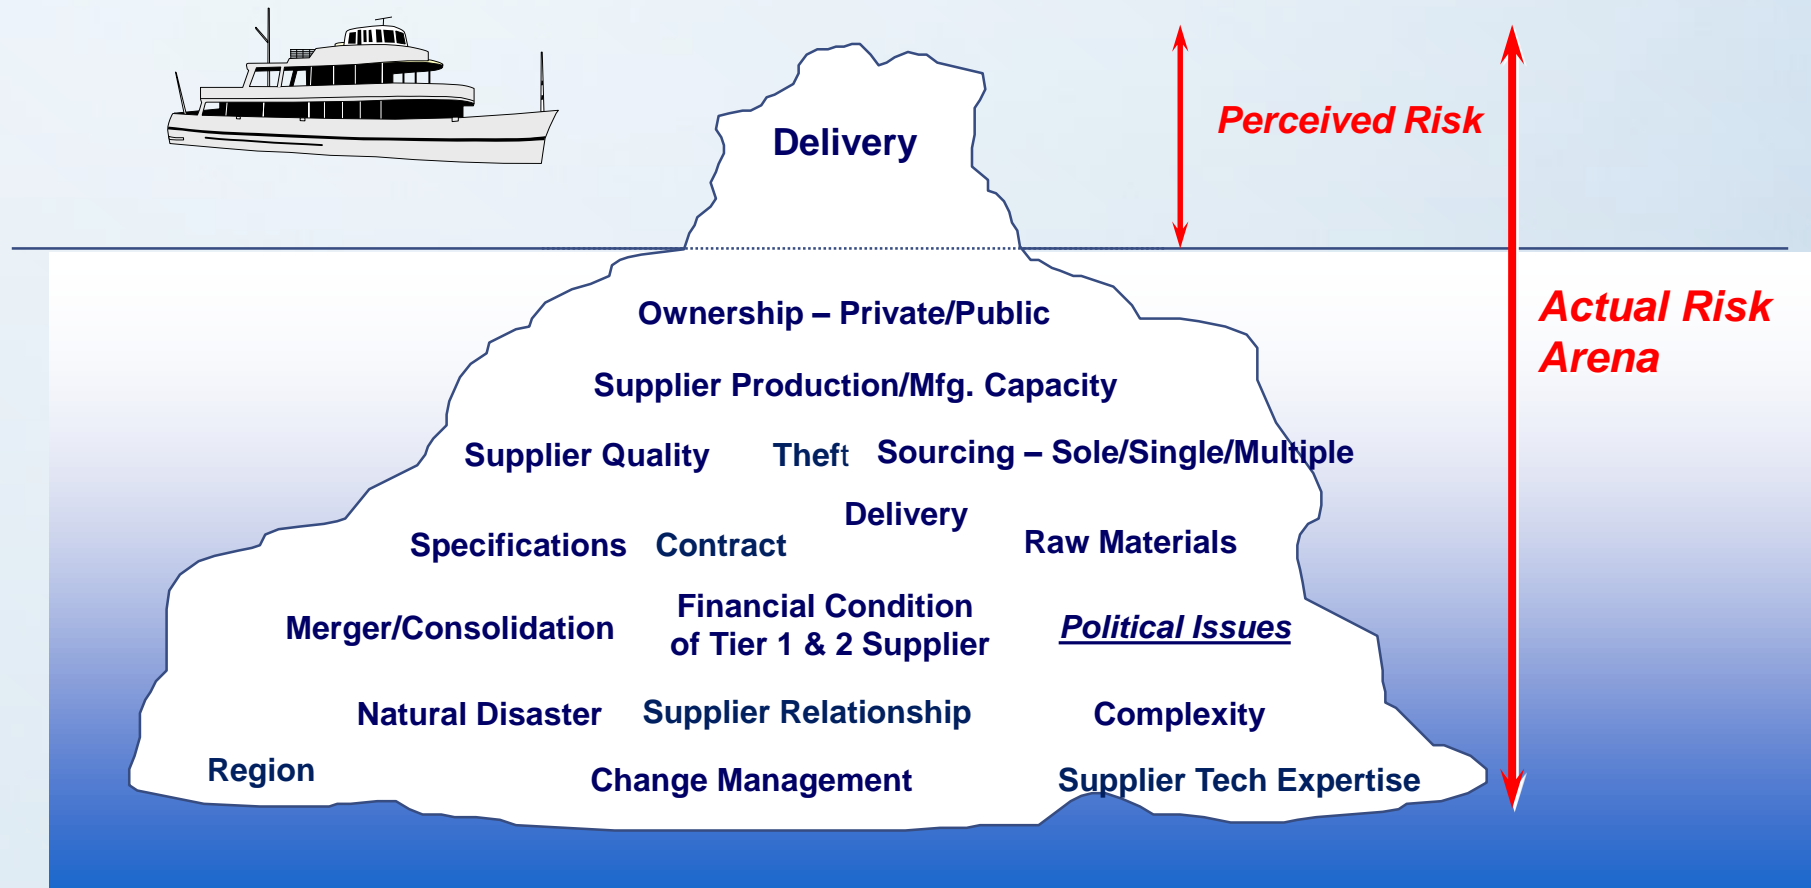 Delivery
Perceived Risk
Actual Risk
Arena
Ownership – Private/Public
Supplier Production/Mfg. Capacity
Supplier Quality
Theft
Sourcing – Sole/Single/Multiple
Delivery
Specifications
Contract
Raw Materials
Merger/Consolidation
Financial Condition
of Tier 1 & 2 Supplier
Political Issues
Natural Disaster
Supplier Relationship
Complexity
Region
Change Management
Supplier Tech Expertise